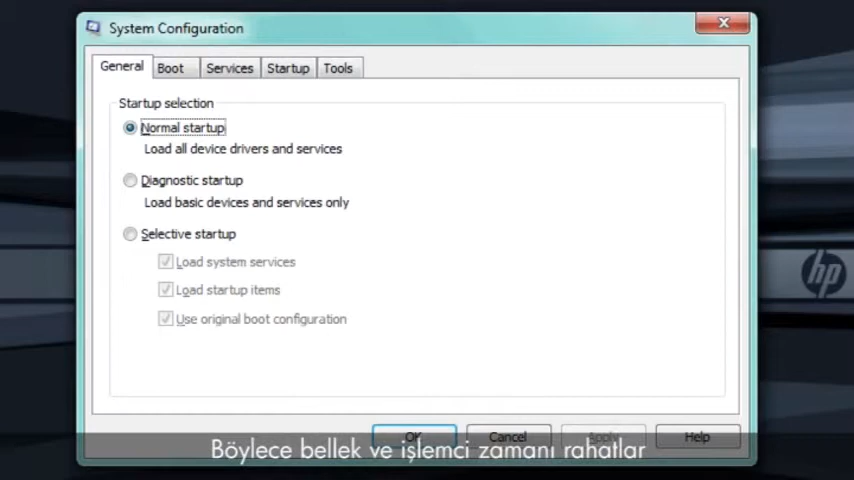 System Configuration
General Boot Services Startup Tools
Startup selection
Normal startup
Load all device drivers and services
Diagnostic startup
Load basic devices and services only
Selective startup
Load system services
Load startup items
Use original boot configuration
hp
OK Cancel Apply Help
Böylece bellek ve işlemci zamanı rahatlar